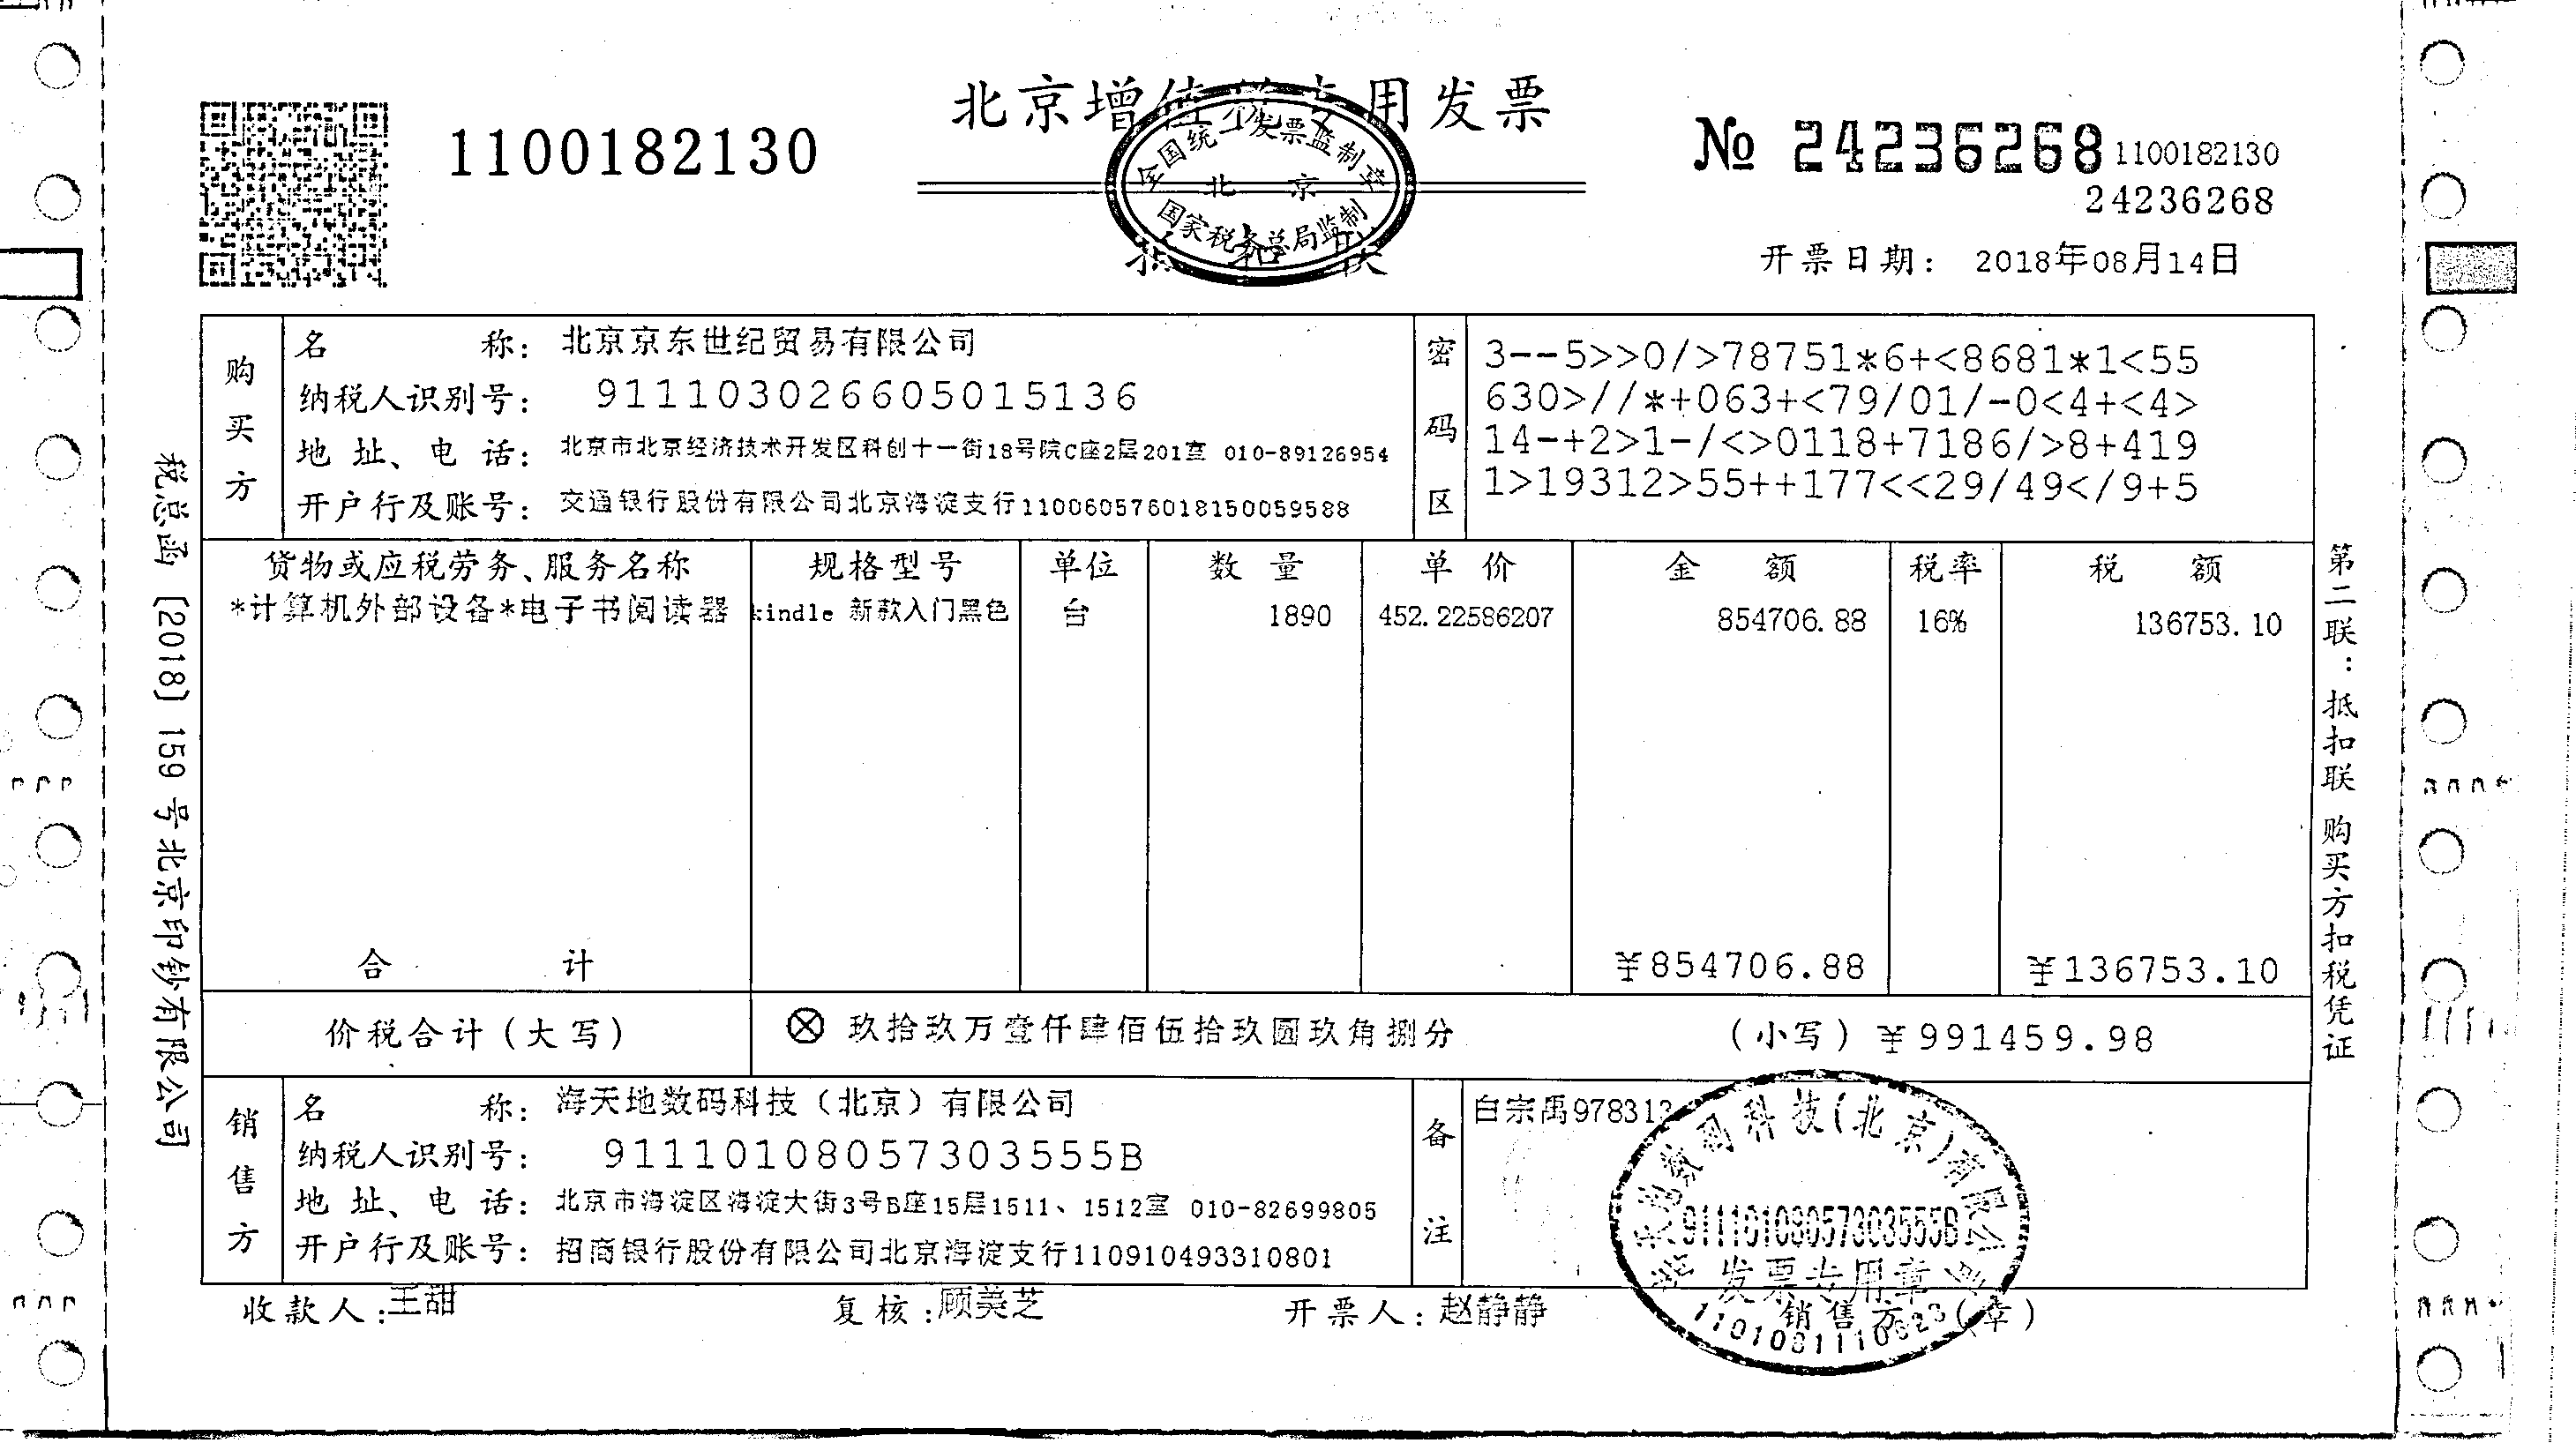 北京增值税专用发票
1100182130
№ 24236268
1100182130
24236268
全国统一发票监制章
北京
国家税务总局监制
抵扣联
开票日期： 2018年08月14日
购买方
名称： 北京京东世纪贸易有限公司
纳税人识别号： 911103026605015136
地址、电话： 北京市北京经济技术开发区科创十一街18号院C座2层201室 010-89126954
开户行及账号： 交通银行股份有限公司北京海淀支行110060576018150059588
密码区
3--5>>0/>78751*6+<8681*1<55
630>//*+063+<79/01/-0<4+<4>
14-+2>1-/<>0118+7186/>8+419
1>19312>55++177<<29/49</9+5
货物或应税劳务、服务名称 规格型号 单位 数量 单价 金额 税率 税额
*计算机外部设备*电子书阅读器 kindle 新款入门黑色 台 1890 452.22586207 854706.88 16% 136753.10
合计 ￥854706.88 ￥136753.10
价税合计（大写） ⊗ 玖拾玖万壹仟肆佰伍拾玖圆玖角捌分 （小写）￥991459.98
销售方
名称： 海天地数码科技（北京）有限公司
纳税人识别号： 91110108057303555B
地址、电话： 北京市海淀区海淀大街3号B座15层1511、1512室 010-82699805
开户行及账号： 招商银行股份有限公司北京海淀支行110910493310801
备注
白宗禹978313
海天地数码科技(北京)有限公司
91110108057303555B
发票专用章
收款人：王甜 复核：顾美芝 开票人：赵静静 销售方（章）
税总函〔2018〕159号北京印钞有限公司
第二联：抵扣联 购买方扣税凭证